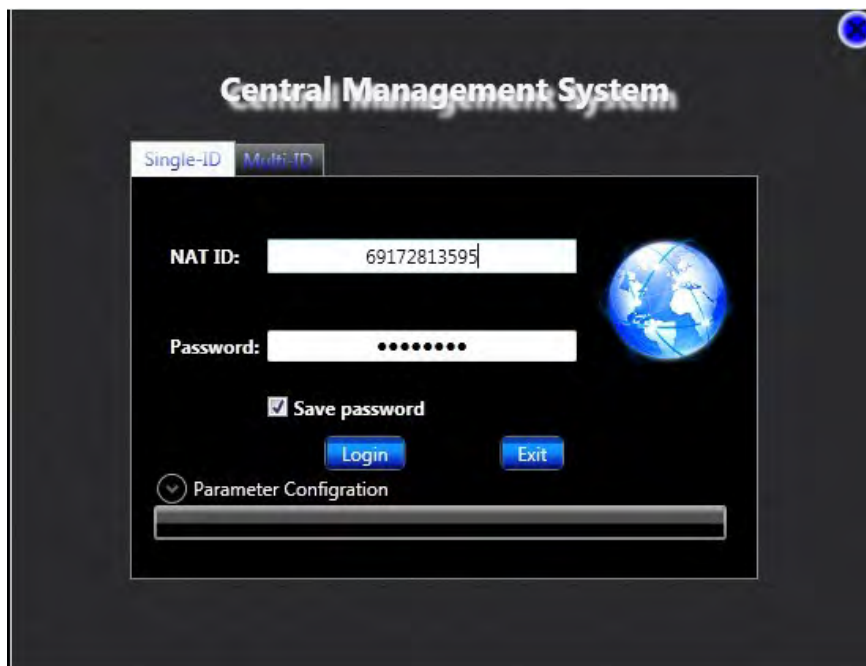 Central Management System
Single-ID Multi-ID
NAT ID: 69172813595
Password: ••••••••
Save password
Login Exit
Parameter Configration